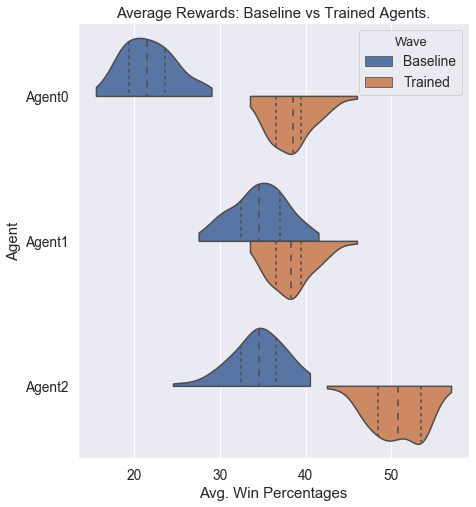 Average Rewards: Baseline vs Trained Agents.
Wave
Baseline
Trained
Agent0
Agent1
Agent2
Agent
20 30 40 50
Avg. Win Percentages